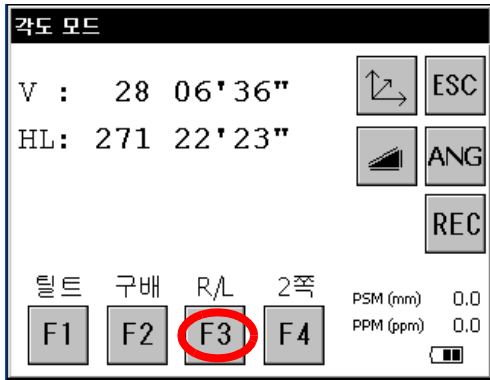 각도 모드
V : 28 06'36"
HL: 271 22'23"
ESC
ANG
REC
틸트 구배 R/L 2쪽
F1 F2 F3 F4
PSM (mm) 0.0
PPM (ppm) 0.0